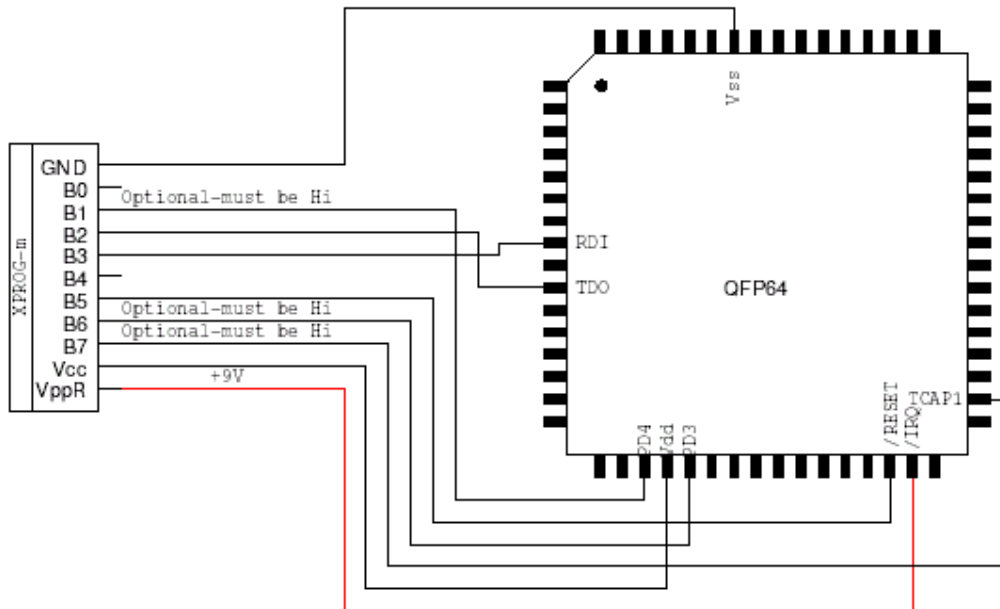 Vss
GND
B0
Optional-must be Hi
B1
B2
B3
RDI
B4
TDO
QFP64
XPROG-m
B5
Optional-must be Hi
B6
Optional-must be Hi
B7
Vcc
+9V
VppR
/RESET
TCAP1
/IRQ
PD4
Vdd
PD3